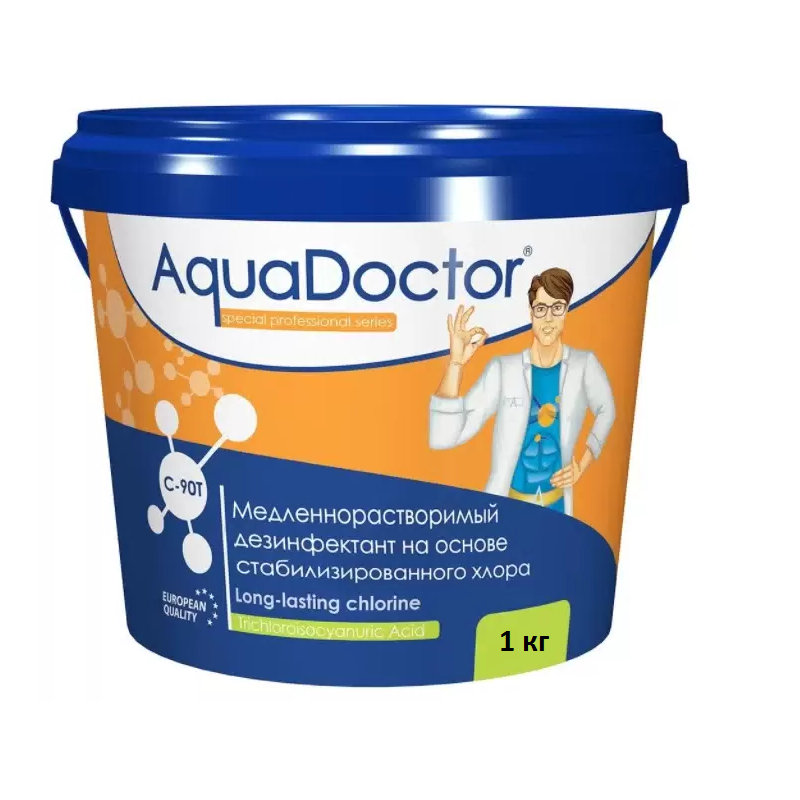 AquaDoctor®
special professional series
C-90T
Медленнорастворимый
дезинфектант на основе
стабилизированного хлора
EUROPEAN
QUALITY
Long-lasting chlorine
Trichloroisocyanuric Acid
1 кг